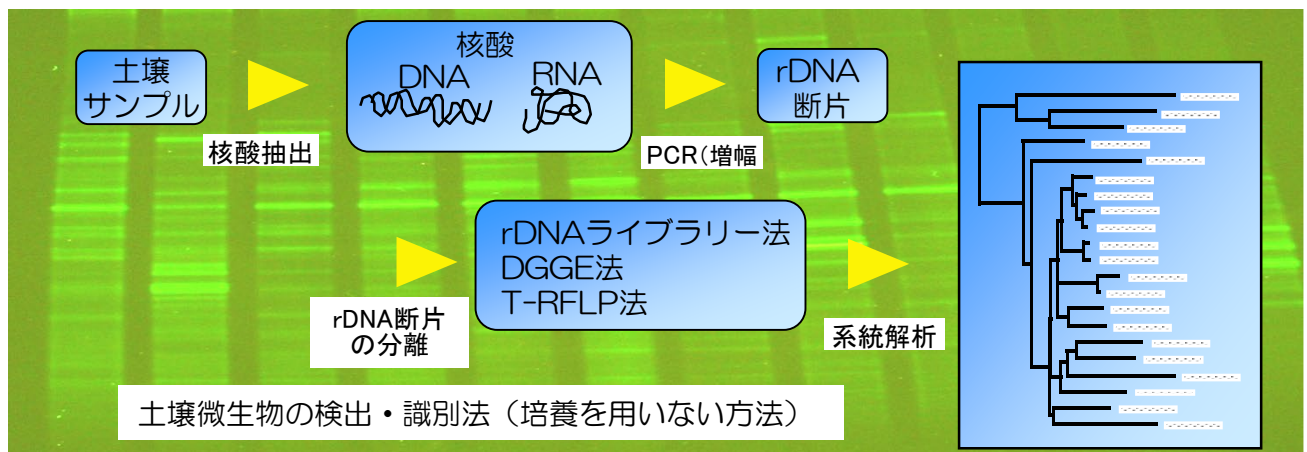 土壌
サンプル
核酸抽出
核酸
DNA
RNA
PCR(増幅
rDNA
断片
rDNA断片
の分離
rDNAライブラリー法
DGGE法
T-RFLP法
系統解析
土壌微生物の検出・識別法（培養を用いない方法）